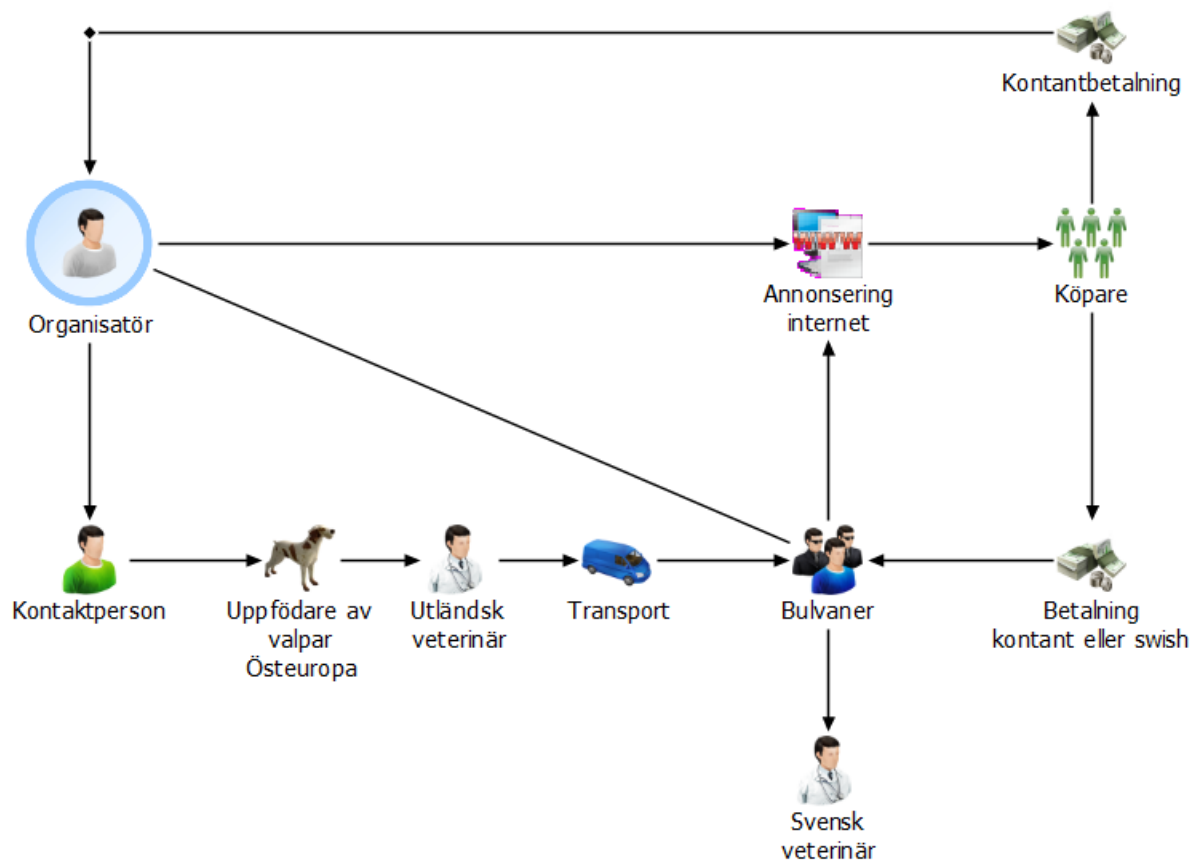 Kontantbetalning
WWW
Organisatör
Annonsering
internet
Köpare
Kontaktperson
Uppfödare av
valpar
Östeuropa
Utländsk
veterinär
Transport
Bulvaner
Betalning
kontant eller swish
Svensk
veterinär